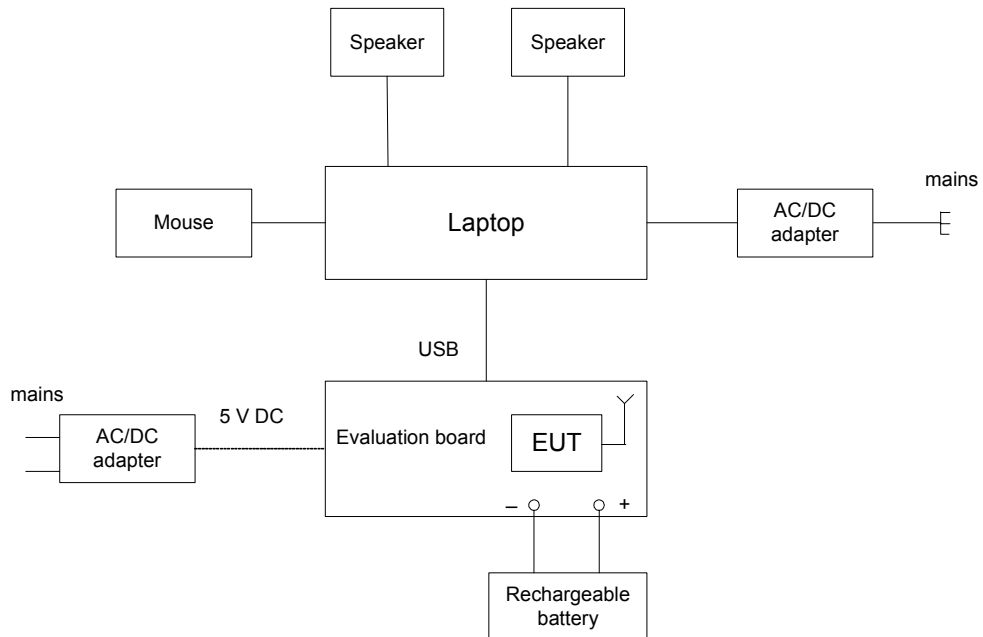 Speaker
Speaker
mains
Mouse
Laptop
AC/DC
adapter
USB
mains
5 V DC
AC/DC
adapter
Evaluation board
EUT
– +
Rechargeable
battery